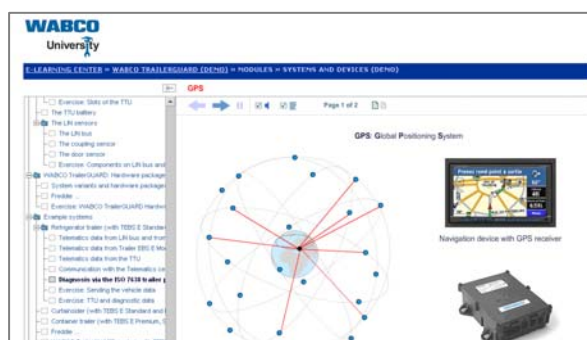 WABCO
University
E-LEARNING CENTER » WABCO TRAILERGUARD (DEMO) » MODULES » SYSTEMS AND DEVICES (DEMO)
GPS
Page 1 of 2
Exercise: Slots of the TTU
The TTU battery
The LIN sensors
The LIN bus
The coupling sensor
The door sensor
Exercise: Components on LIN bus and
WABCO TrailerGUARD: Hardware package
System variants and hardware package
Freddie ...
Exercise: WABCO TrailerGUARD Hardw
Example systems
Refrigerator trailer (with TEBS E Standar
Telematics data from LIN bus and from
Telematics data from Trailer EBS E Mo
Telematics data from the TTU
Communication with the Telematics ce
Diagnosis via the ISO 7638 trailer p
Exercise: Sending the vehicle data
Exercise: TTU and diagnostic data
Curtainsider (with TEBS E Standard and
Container trailer (with TEBS E Premium, S
Freddie ...
GPS: Global Positioning System
Navigation device with GPS receiver